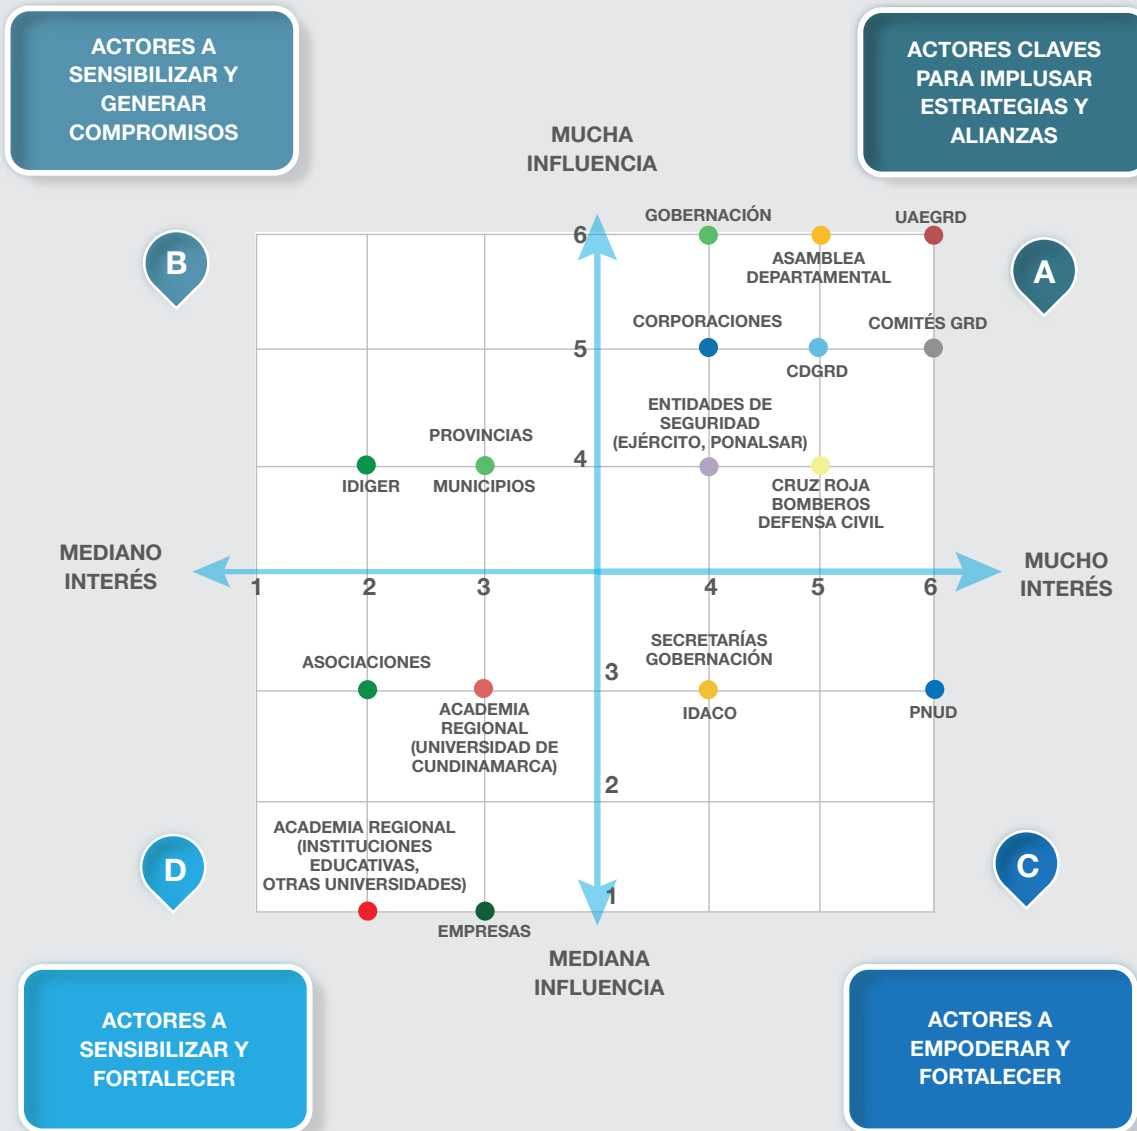 ACTORES A
SENSIBILIZAR Y
GENERAR
COMPROMISOS
ACTORES CLAVES
PARA IMPLUSAR
ESTRATEGIAS Y
ALIANZAS
MUCHA
INFLUENCIA
B
A
GOBERNACIÓN
UAEGRD
6
ASAMBLEA
DEPARTAMENTAL
CORPORACIONES
COMITÉS GRD
5
CDGRD
ENTIDADES DE
SEGURIDAD
(EJÉRCITO, PONALSAR)
PROVINCIAS
4
IDIGER
MUNICIPIOS
CRUZ ROJA
BOMBEROS
DEFENSA CIVIL
MEDIANO
INTERÉS
MUCHO
INTERÉS
1
2
3
4
5
6
ASOCIACIONES
SECRETARÍAS
GOBERNACIÓN
3
ACADEMIA
REGIONAL
(UNIVERSIDAD DE
CUNDINAMARCA)
IDACO
PNUD
2
ACADEMIA REGIONAL
(INSTITUCIONES
EDUCATIVAS,
OTRAS UNIVERSIDADES)
D
C
1
EMPRESAS
MEDIANA
INFLUENCIA
ACTORES A
SENSIBILIZAR Y
FORTALECER
ACTORES A
EMPODERAR Y
FORTALECER